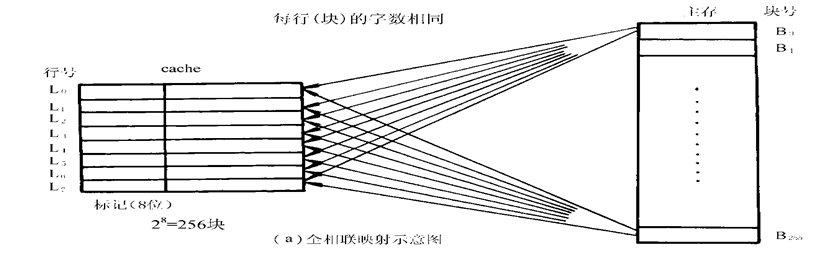 每行(块)的字数相同
主存 块号
B₀
B₁
行号 cache
L₀
L₁
L₂
L₃
L₄
L₅
L₆
L₇
标记(8位)
2⁸=256块
B₂₅₅
(a)全相联映射示意图